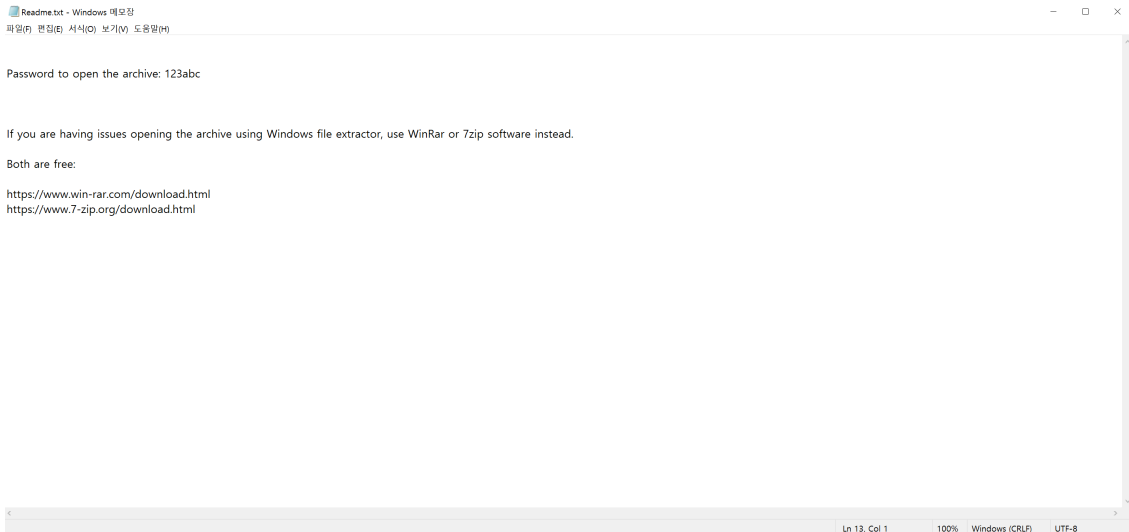 Readme.txt - Windows 메모장
파일(F) 편집(E) 서식(O) 보기(V) 도움말(H)
Password to open the archive: 123abc
If you are having issues opening the archive using Windows file extractor, use WinRar or 7zip software instead.
Both are free:
https://www.win-rar.com/download.html
https://www.7-zip.org/download.html
Ln 13, Col 1 100% Windows (CRLF) UTF-8